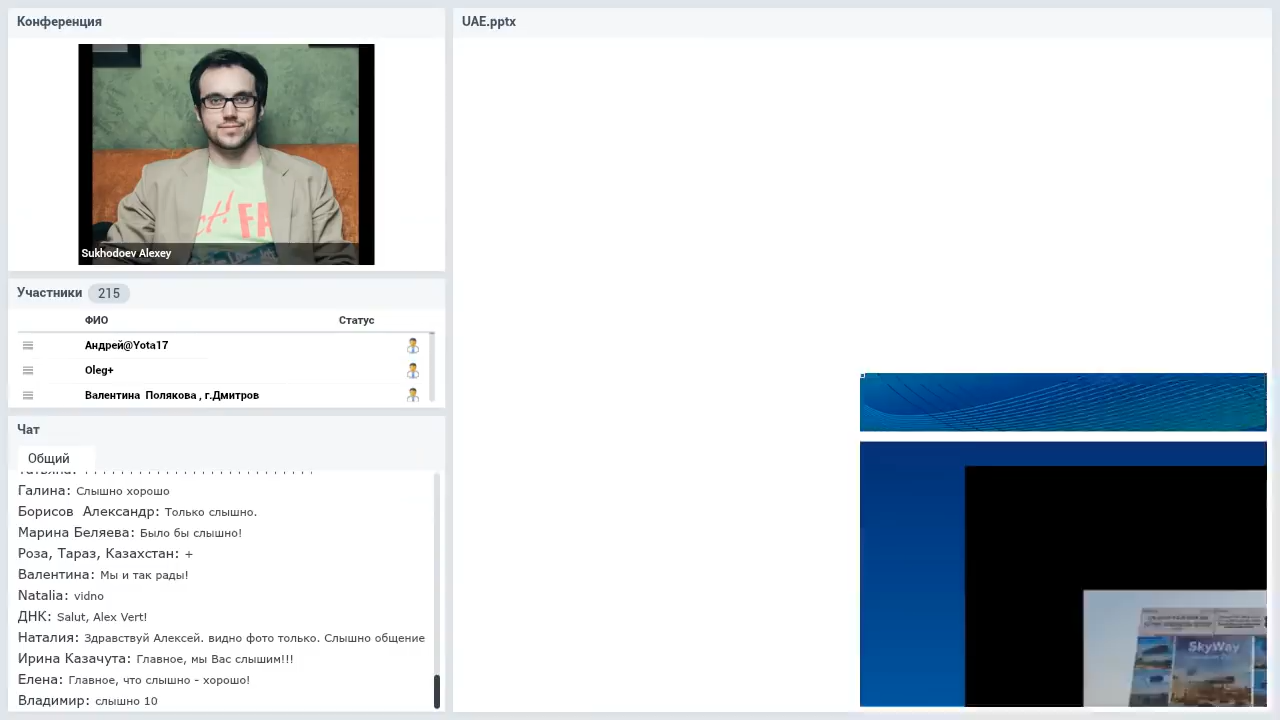 Конференция
Sukhodoev Alexey
Участники 215
ФИО Статус
Андрей@Yota17
Oleg+
Валентина Полякова , г.Дмитров
Чат
Общий
Галина: Слышно хорошо
Борисов Александр: Только слышно.
Марина Беляева: Было бы слышно!
Роза, Тараз, Казахстан: +
Валентина: Мы и так рады!
Natalia: vidno
ДНК: Salut, Alex Vert!
Наталия: Здравствуй Алексей. видно фото только. Слышно общение
Ирина Казачута: Главное, мы Вас слышим!!!
Елена: Главное, что слышно - хорошо!
Владимир: слышно 10
UAE.pptx
SkyWay